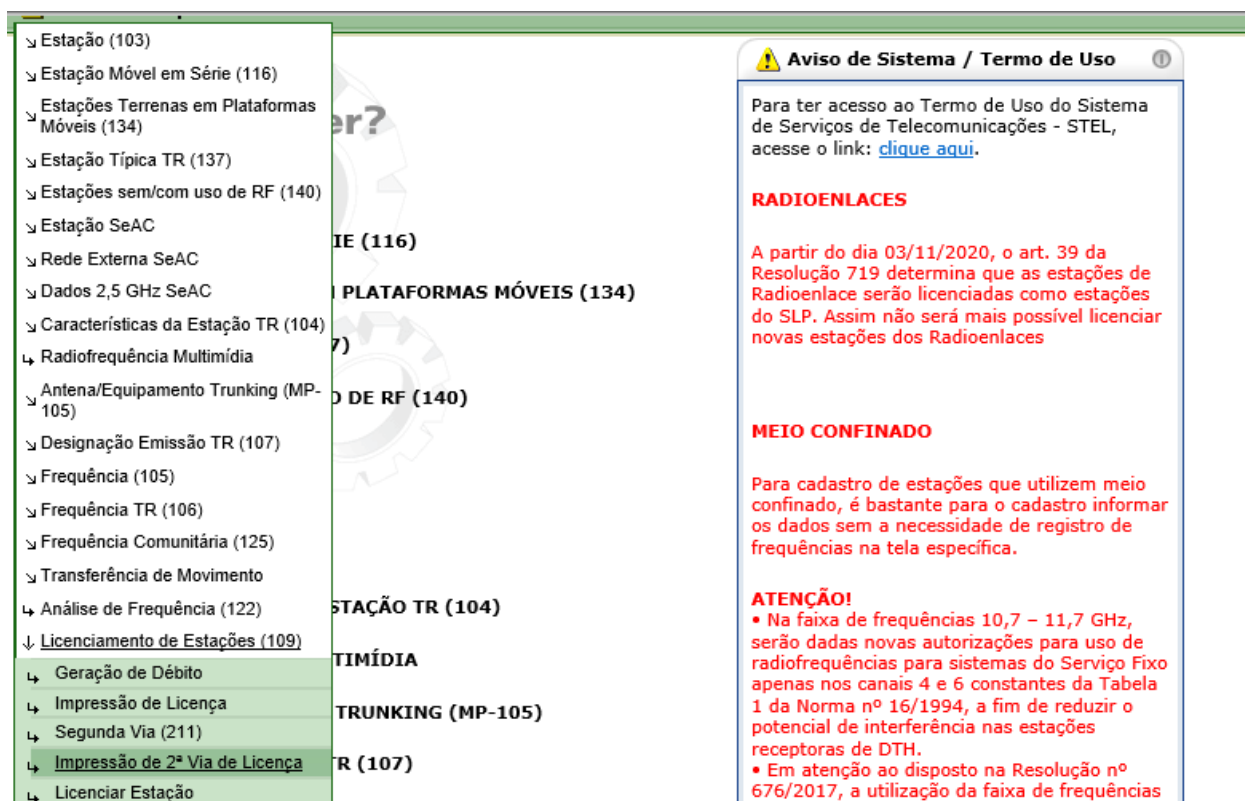 Estação (103)
Estação Móvel em Série (116)
Estações Terrenas em Plataformas
Móveis (134)
Estação Típica TR (137)
Estações sem/com uso de RF (140)
Estação SeAC
Rede Externa SeAC
Dados 2,5 GHz SeAC
Características da Estação TR (104)
Radiofrequência Multimídia
Antena/Equipamento Trunking (MP-
105)
Designação Emissão TR (107)
Frequência (105)
Frequência TR (106)
Frequência Comunitária (125)
Transferência de Movimento
Análise de Frequência (122)
Licenciamento de Estações (109)
Geração de Débito
Impressão de Licença
Segunda Via (211)
Impressão de 2ª Via de Licença
Licenciar Estação
er?
IE (116)
PLATAFORMAS MÓVEIS (134)
7)
O DE RF (140)
STAÇÃO TR (104)
TIMÍDIA
TRUNKING (MP-105)
R (107)
Aviso de Sistema / Termo de Uso
Para ter acesso ao Termo de Uso do Sistema
de Serviços de Telecomunicações - STEL,
acesse o link: clique aqui.
RADIOENLACES
A partir do dia 03/11/2020, o art. 39 da
Resolução 719 determina que as estações de
Radioenlace serão licenciadas como estações
do SLP. Assim não será mais possível licenciar
novas estações dos Radioenlaces
MEIO CONFINADO
Para cadastro de estações que utilizem meio
confinado, é bastante para o cadastro informar
os dados sem a necessidade de registro de
frequências na tela específica.
ATENÇÃO!
• Na faixa de frequências 10,7 – 11,7 GHz,
serão dadas novas autorizações para uso de
radiofrequências para sistemas do Serviço Fixo
apenas nos canais 4 e 6 constantes da Tabela
1 da Norma nº 16/1994, a fim de reduzir o
potencial de interferência nas estações
receptoras de DTH.
• Em atenção ao disposto na Resolução nº
676/2017, a utilização da faixa de frequências